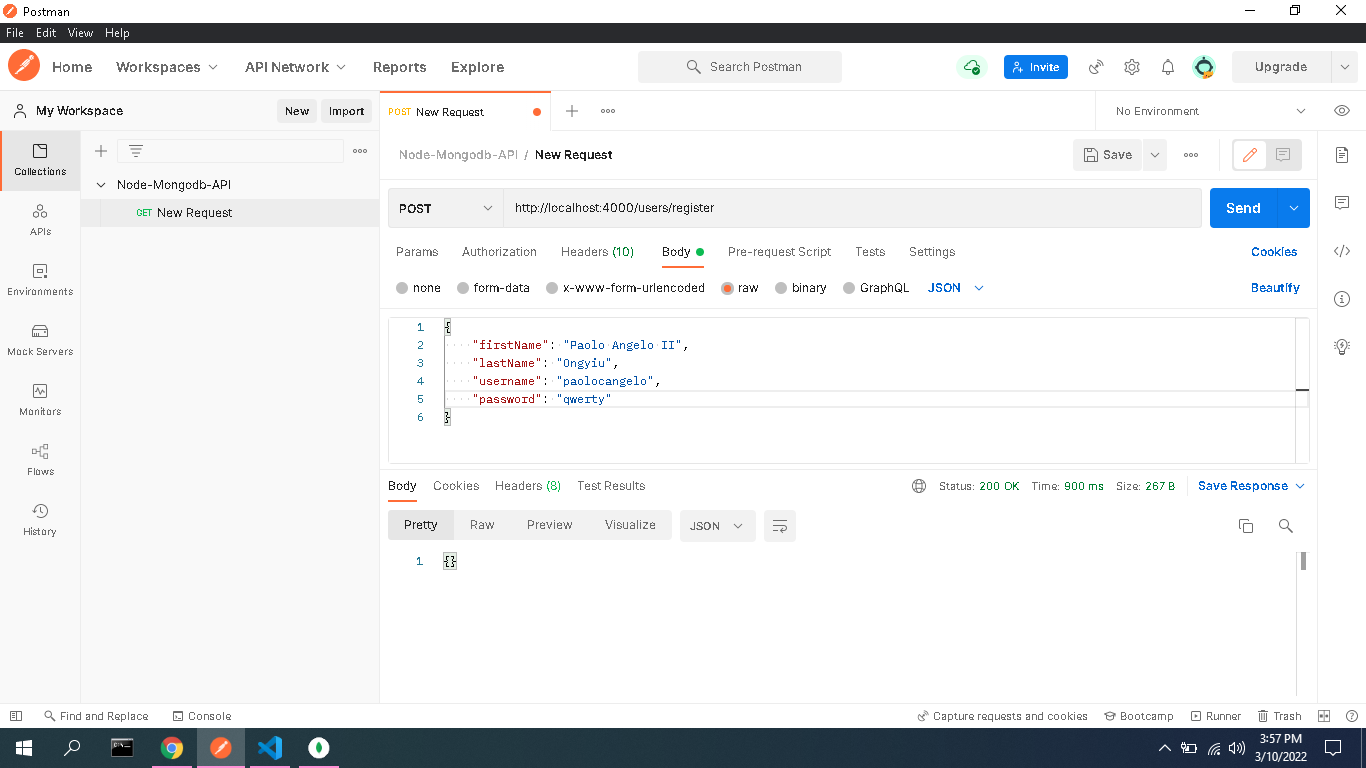 Postman
File Edit View Help
Home Workspaces API Network Reports Explore Search Postman Invite Upgrade
My Workspace New Import POST New Request No Environment
Node-Mongodb-API / New Request Save
Collections
Node-Mongodb-API
GET New Request
POST http://localhost:4000/users/register Send
APIs
Params Authorization Headers (10) Body Pre-request Script Tests Settings Cookies
Environments
none form-data x-www-form-urlencoded raw binary GraphQL JSON Beautify
1 {
2 "firstName": "Paolo Angelo II",
3 "lastName": "Ongyiu",
4 "username": "paolocangelo",
5 "password": "qwerty"
6 }
Mock Servers
Monitors
Flows
History
Body Cookies Headers (8) Test Results Status: 200 OK Time: 900 ms Size: 267 B Save Response
Pretty Raw Preview Visualize JSON
1 {}
Find and Replace Console Capture requests and cookies Bootcamp Runner Trash
3:57 PM
3/10/2022